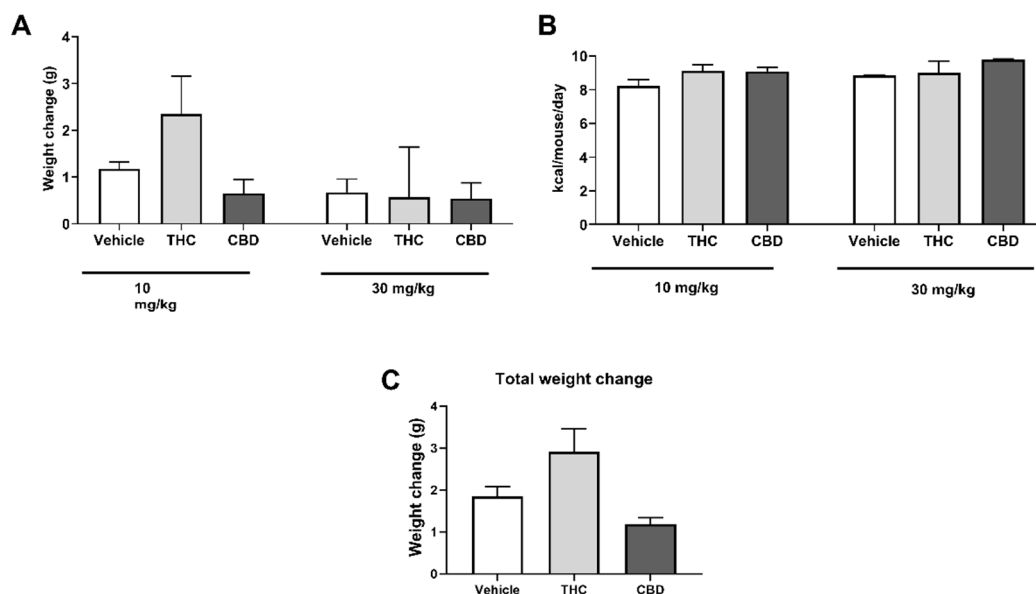 A
Weight change (g)
4
3
2
1
0
Vehicle THC CBD Vehicle THC CBD
10
mg/kg
30 mg/kg
B
kcal/mouse/day
10
8
6
4
2
0
Vehicle THC CBD Vehicle THC CBD
10 mg/kg 30 mg/kg
C
Total weight change
Weight change (g)
4
3
2
1
0
Vehicle THC CBD